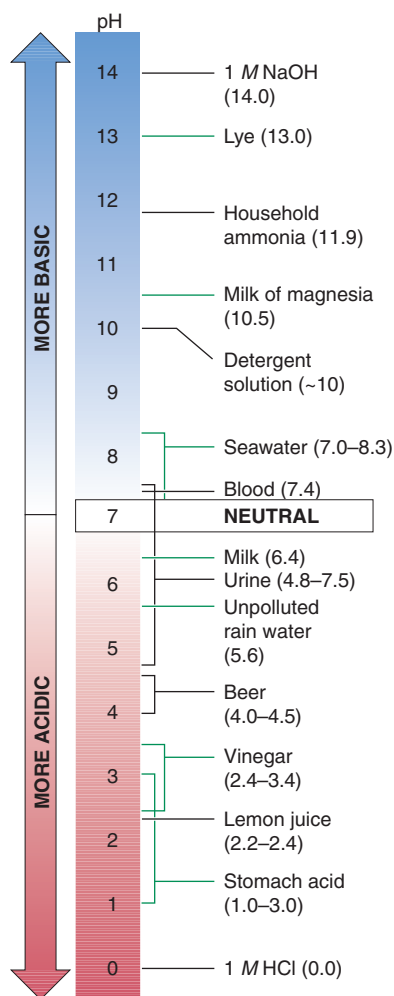 pH
14
1 M NaOH
(14.0)
13
Lye (13.0)
12
Household
ammonia (11.9)
11
Milk of magnesia
(10.5)
10
Detergent
solution (~10)
9
8
Seawater (7.0–8.3)
Blood (7.4)
7
NEUTRAL
Milk (6.4)
6
Urine (4.8–7.5)
Unpolluted
rain water
(5.6)
5
Beer
(4.0–4.5)
4
Vinegar
(2.4–3.4)
3
Lemon juice
(2.2–2.4)
2
Stomach acid
(1.0–3.0)
1
0
1 M HCl (0.0)
MORE BASIC
MORE ACIDIC